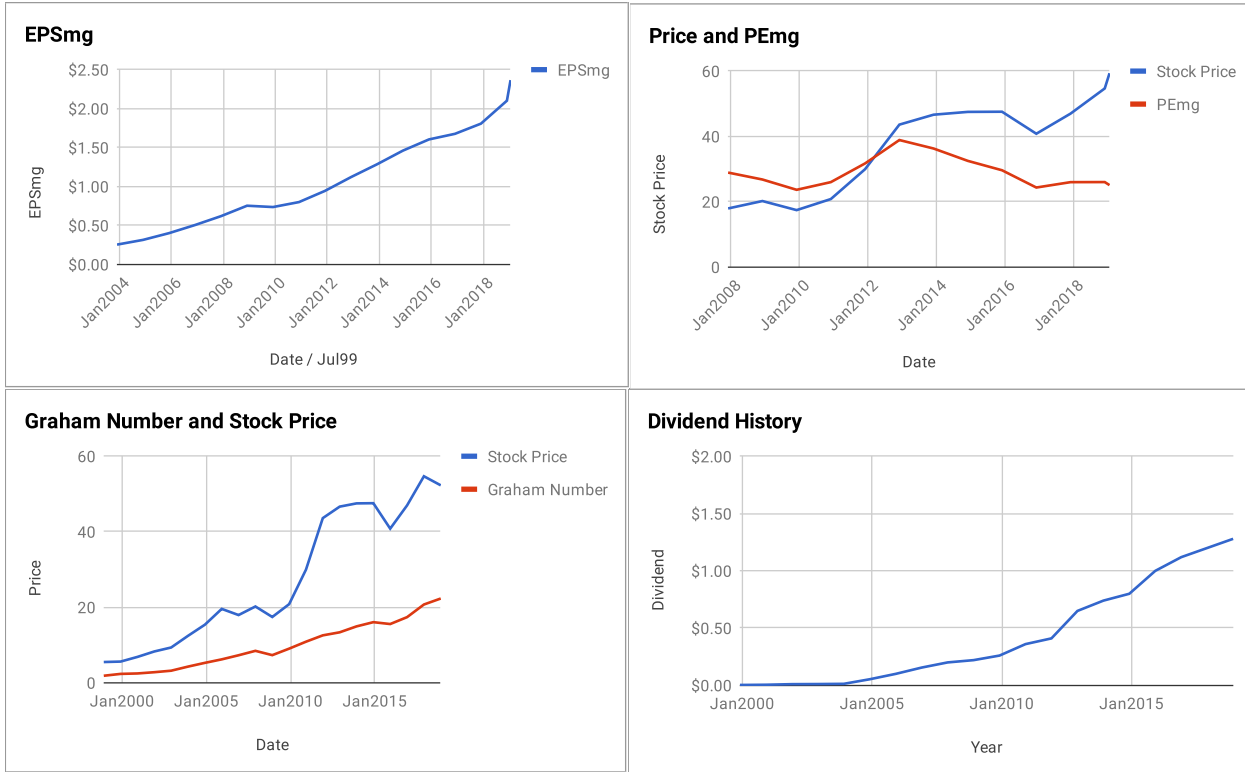 EPSmg
$2.50
$2.00
$1.50
$1.00
$0.50
$0.00
EPSmg
Jan2004
Jan2006
Jan2008
Jan2010
Jan2012
Jan2014
Jan2016
Jan2018
Date / Jul99
EPSmg
Price and PEmg
60
40
20
0
Stock Price
Jan2008
Jan2010
Jan2012
Jan2014
Jan2016
Jan2018
Date
Stock Price
PEmg
Graham Number and Stock Price
60
40
20
0
Price
Jan2000
Jan2005
Jan2010
Jan2015
Date
Stock Price
Graham Number
Dividend History
$2.00
$1.50
$1.00
$0.50
$0.00
Dividend
Jan2000
Jan2005
Jan2010
Jan2015
Year